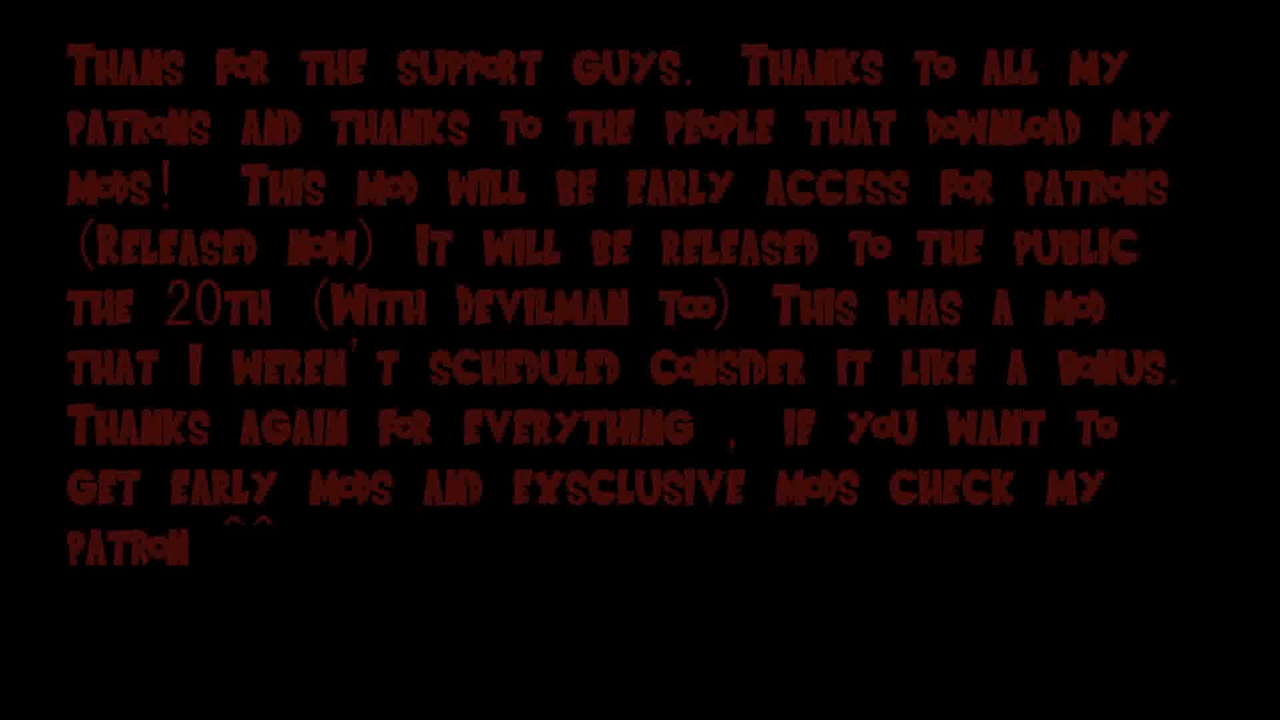 Thans for the support guys. Thanks to all my
patrons and thanks to the people that download my
mods! This mod will be early access for patrons
(Released now) It will be released to the public
the 20th (With Devilman too) This was a mod
that I weren't scheduled consider it like a bonus.
Thanks again for everything , if you want to
get early mods and exsclusive mods check my
patron ^^